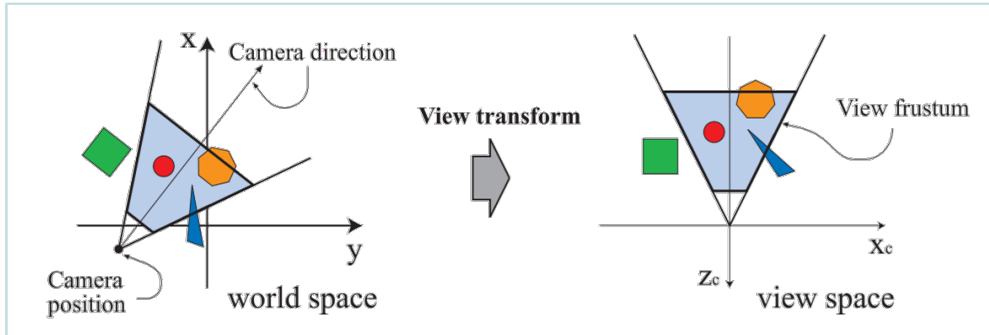 x
Camera direction
y
Camera
position
world space
View transform
View frustum
Xc
Zc
view space